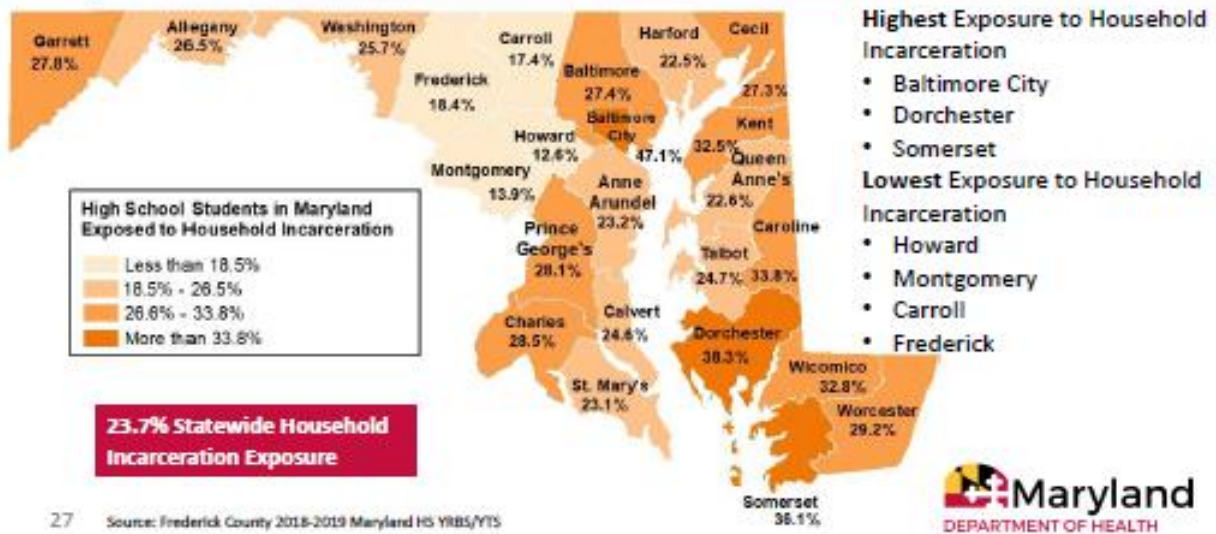 Garrett
27.8%
Allegany
26.5%
Washington
25.7%
Frederick
18.4%
Carroll
17.4%
Baltimore
27.4%
Baltimore
City
47.1%
Harford
22.5%
Cecil
27.3%
Kent
32.5%
Queen
Anne's
22.6%
Howard
12.6%
Montgomery
13.9%
Anne
Arundel
23.2%
Prince
George's
28.1%
Caroline
33.8%
Talbot
24.7%
Charles
28.5%
Calvert
24.6%
St. Mary's
23.1%
Dorchester
38.3%
Wicomico
32.8%
Worcester
29.2%
Somerset
36.1%
High School Students in Maryland
Exposed to Household Incarceration
Less than 18.5%
18.5% - 26.5%
26.6% - 33.8%
More than 33.8%
23.7% Statewide Household
Incarceration Exposure
Highest Exposure to Household
Incarceration
• Baltimore City
• Dorchester
• Somerset
Lowest Exposure to Household
Incarceration
• Howard
• Montgomery
• Carroll
• Frederick
27 Source: Frederick County 2018-2019 Maryland HS YRBS/YTS
Maryland
DEPARTMENT OF HEALTH